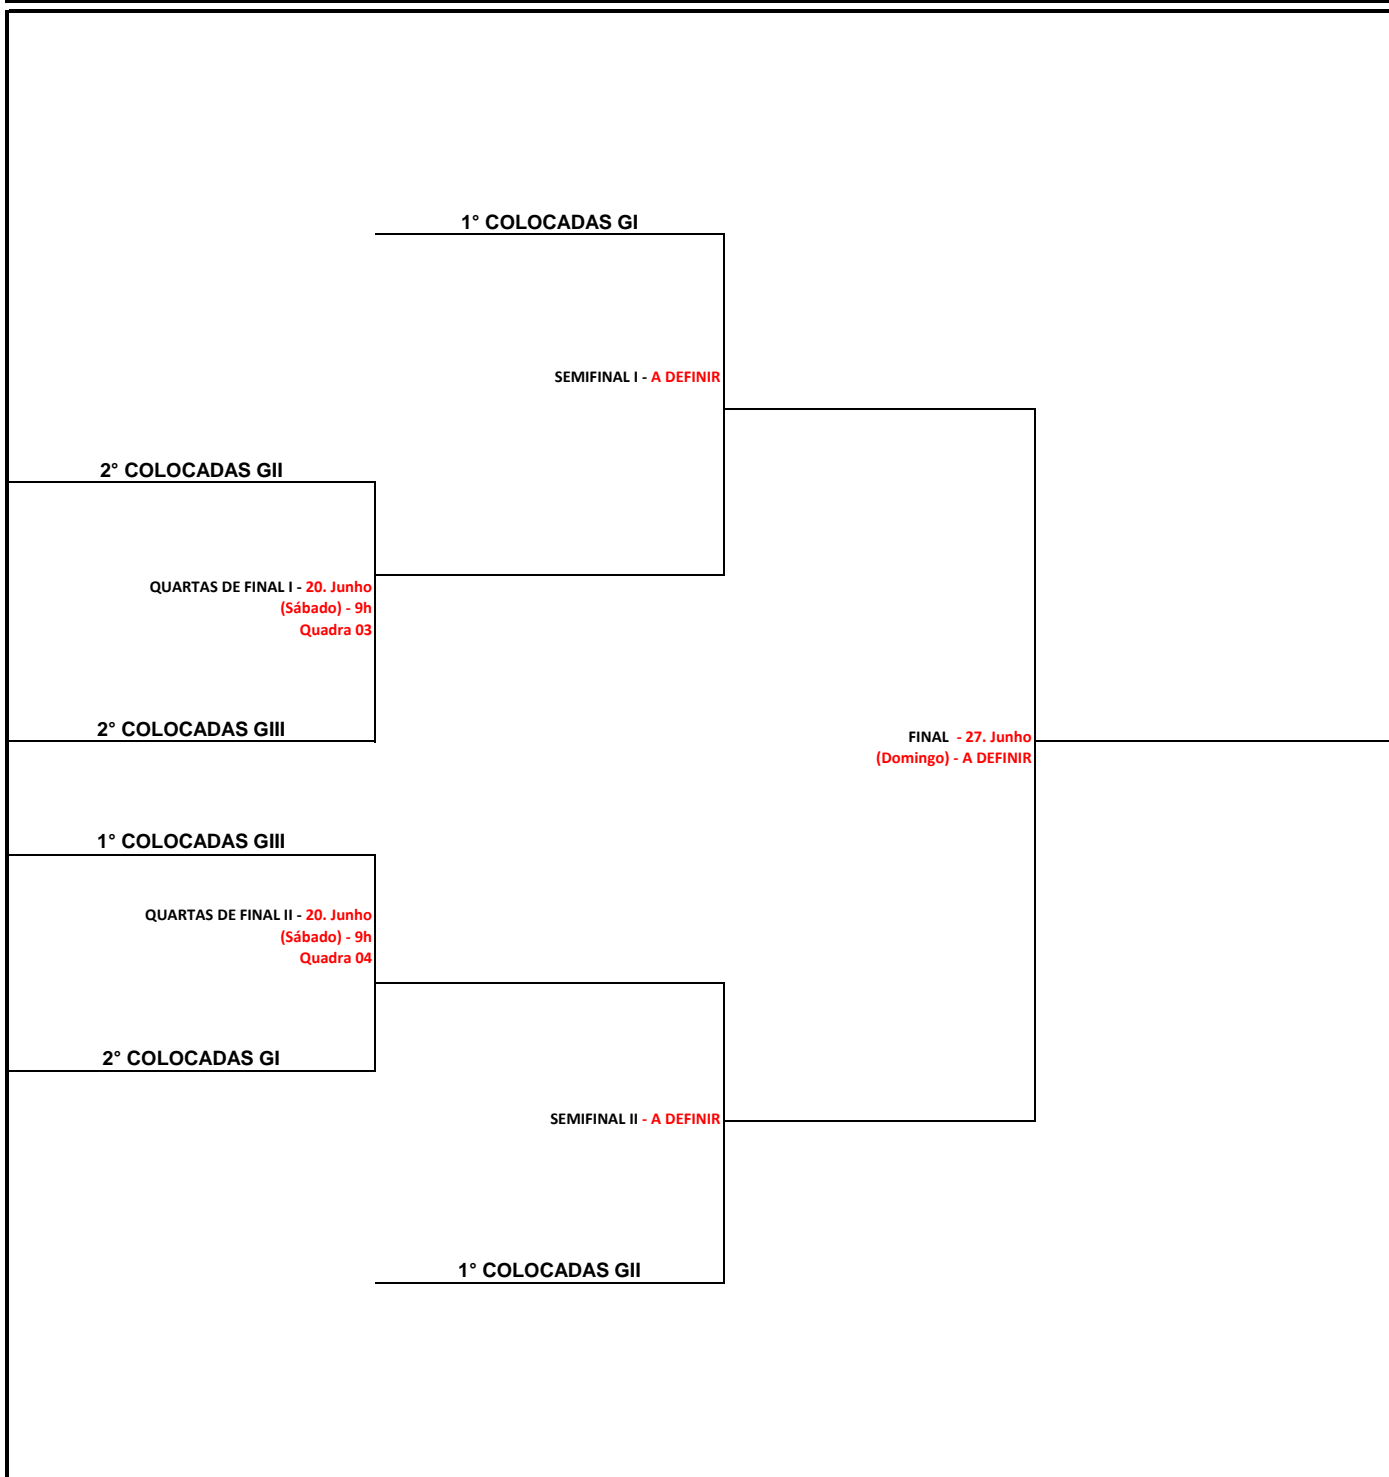 1° COLOCADAS GI
SEMIFINAL I - A DEFINIR
2° COLOCADAS GII
QUARTAS DE FINAL I - 20. Junho
(Sábado) - 9h
Quadra 03
2° COLOCADAS GIII
FINAL - 27. Junho
(Domingo) - A DEFINIR
1° COLOCADAS GIII
QUARTAS DE FINAL II - 20. Junho
(Sábado) - 9h
Quadra 04
2° COLOCADAS GI
SEMIFINAL II - A DEFINIR
1° COLOCADAS GII